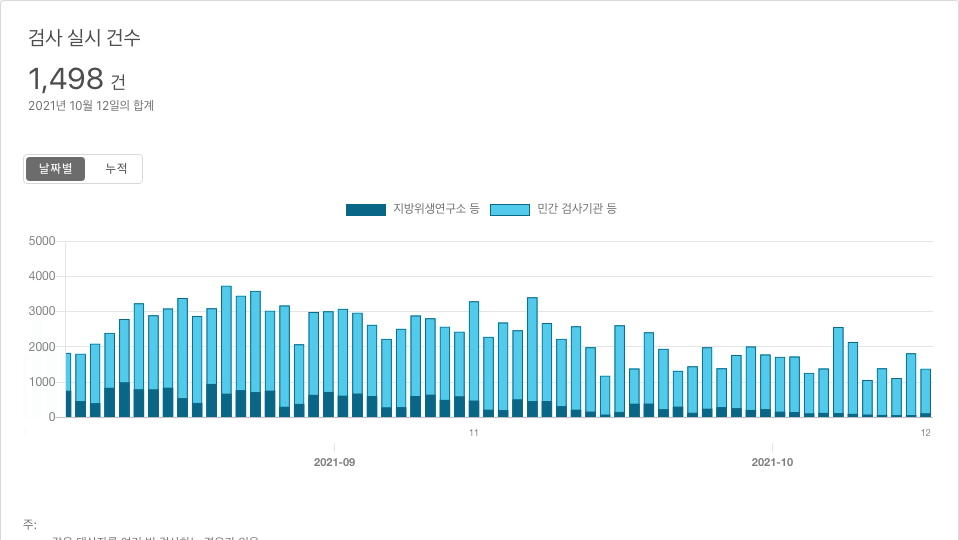 검사 실시 건수
1,498 건
2021년 10월 12일의 합계
날짜별 누적
지방위생연구소 등 민간 검사기관 등
5000
4000
3000
2000
1000
0
11 12
2021-09 2021-10
주: